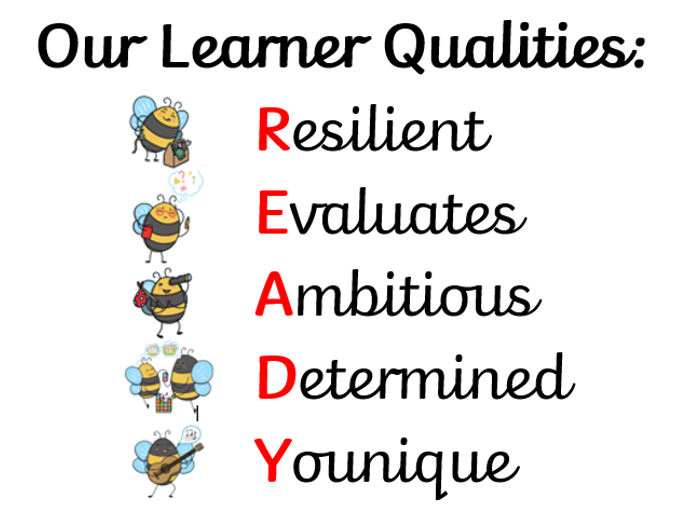 Our Learner Qualities:
Resilient
Evaluates
Ambitious
Determined
Younique